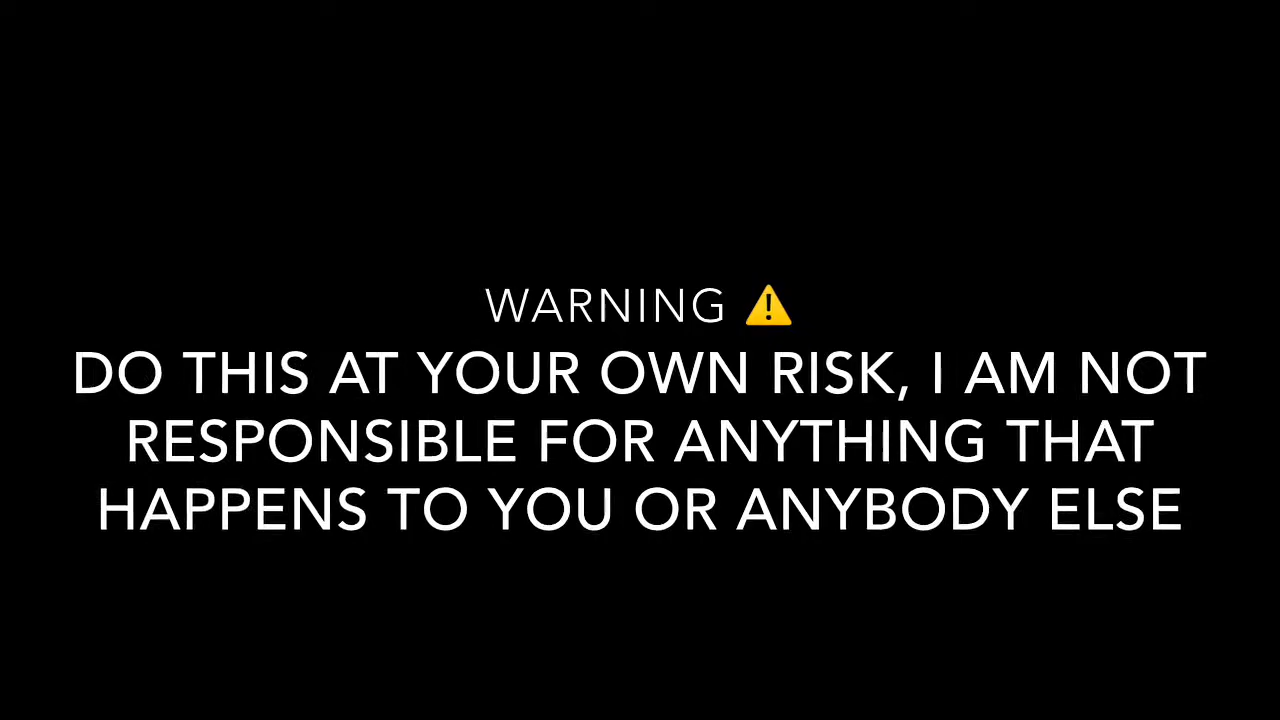 WARNING ⚠️
DO THIS AT YOUR OWN RISK, I AM NOT
RESPONSIBLE FOR ANYTHING THAT
HAPPENS TO YOU OR ANYBODY ELSE